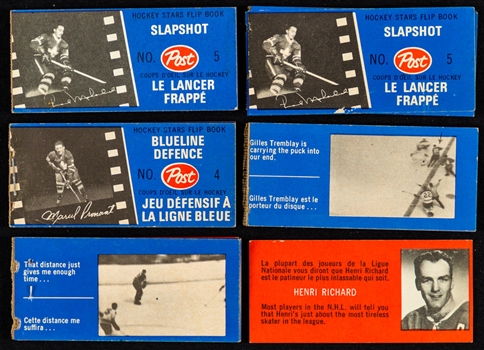 HOCKEY STARS FLIP BOOK
SLAPSHOT
NO. Post 5
COUPS D'OEIL SUR LE HOCKEY
LE LANCER
FRAPPÉ
HOCKEY STARS FLIP BOOK
SLAPSHOT
NO. Post 5
COUPS D'OEIL SUR LE HOCKEY
LE LANCER
FRAPPÉ
HOCKEY STARS FLIP BOOK
BLUELINE
DEFENCE
NO. Post 4
COUPS D'OEIL SUR LE HOCKEY
JEU DÉFENSIF À
LA LIGNE BLEUE
Marcel Pronovost
Gilles Tremblay is
carrying the puck into
our end.
Gilles Tremblay est le
porteur du disque...
That distance just
gives me enough
time...
Cette distance me
suffira...
La plupart des joueurs de la Ligue
Nationale vous diront que Henri Richard
est le patineur le plus inlassable qui soit.
HENRI RICHARD
Most players in the N.H.L. will tell you
that Henri's just about the most tireless
skater in the league.